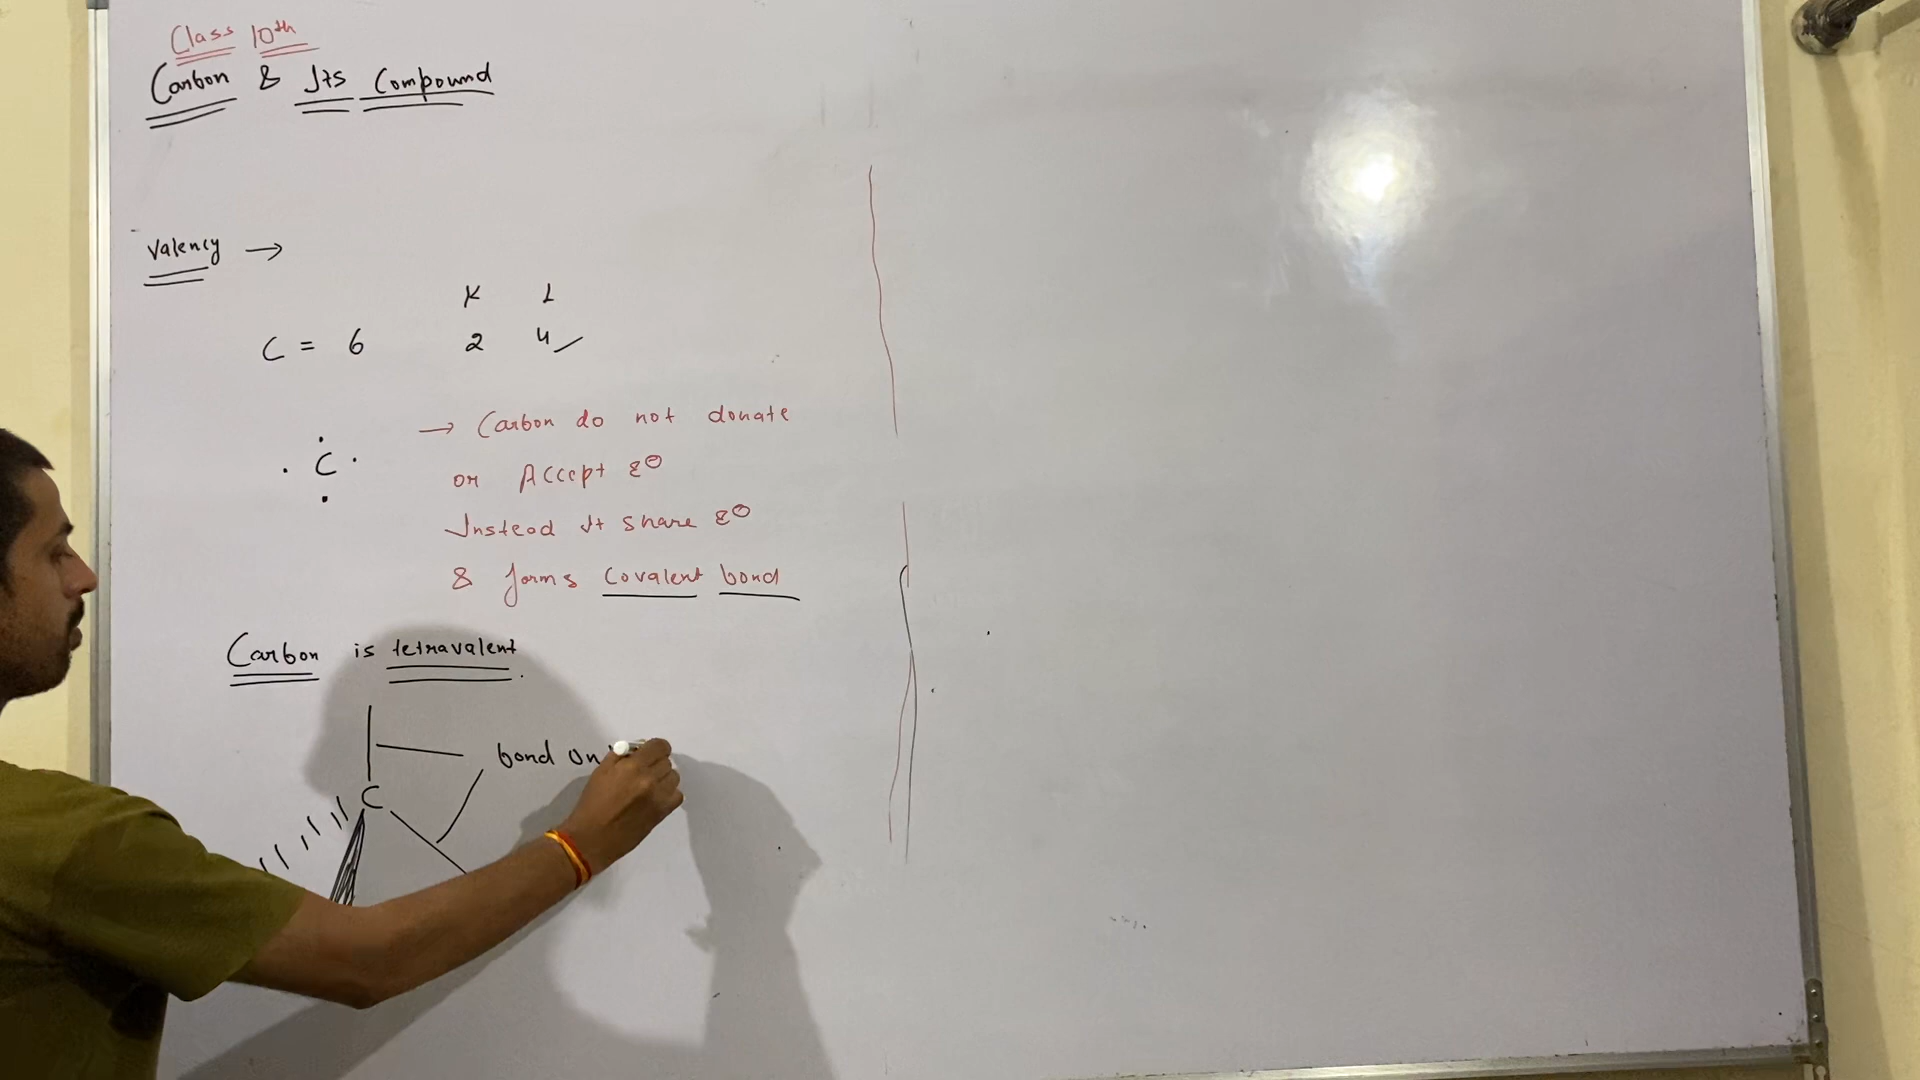 Class 10th
Carbon & Its Compound
Valency →
K L
C = 6 2 4
C
→ Carbon do not donate
or Accept e⊖
Instead It share e⊖
& forms Covalent bond
Carbon is tetravalent.
C
bond on